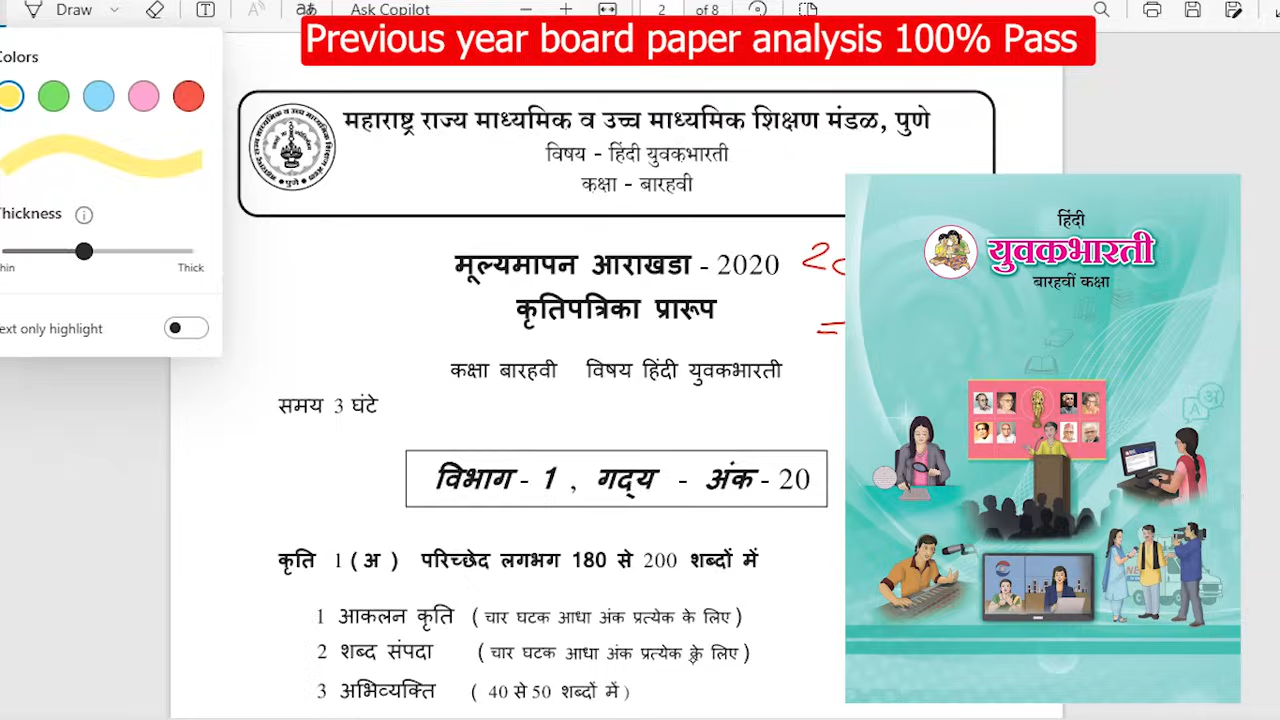 Draw
Ask Copilot
2 of 8
Previous year board paper analysis 100% Pass
Colors
Thickness
Thick
ext only highlight
महाराष्ट्र राज्य माध्यमिक व उच्च माध्यमिक शिक्षण मंडळ, पुणे
विषय - हिंदी युवकभारती
कक्षा - बारहवी
मूल्यमापन आराखडा - 2020
कृतिपत्रिका प्रारूप
कक्षा बारहवी विषय हिंदी युवकभारती
समय 3 घंटे
विभाग - 1 , गद्य - अंक - 20
कृति 1 ( अ ) परिच्छेद लगभग 180 से 200 शब्दों में
1 आकलन कृति ( चार घटक आधा अंक प्रत्येक के लिए )
2 शब्द संपदा ( चार घटक आधा अंक प्रत्येक के लिए )
3 अभिव्यक्ति ( 40 से 50 शब्दों में )
हिंदी
युवकभारती
बारहवीं कक्षा